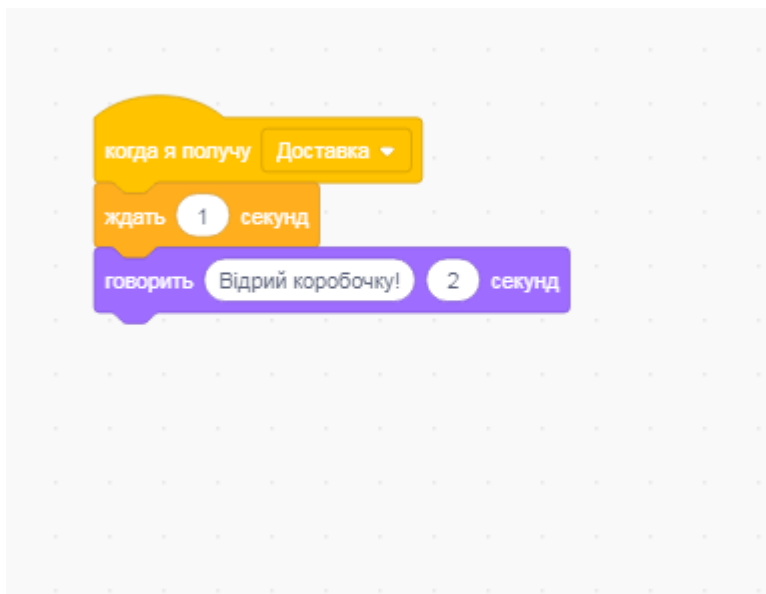 когда я получу Доставка
ждать 1 секунд
говорить Відрий коробочку! 2 секунд